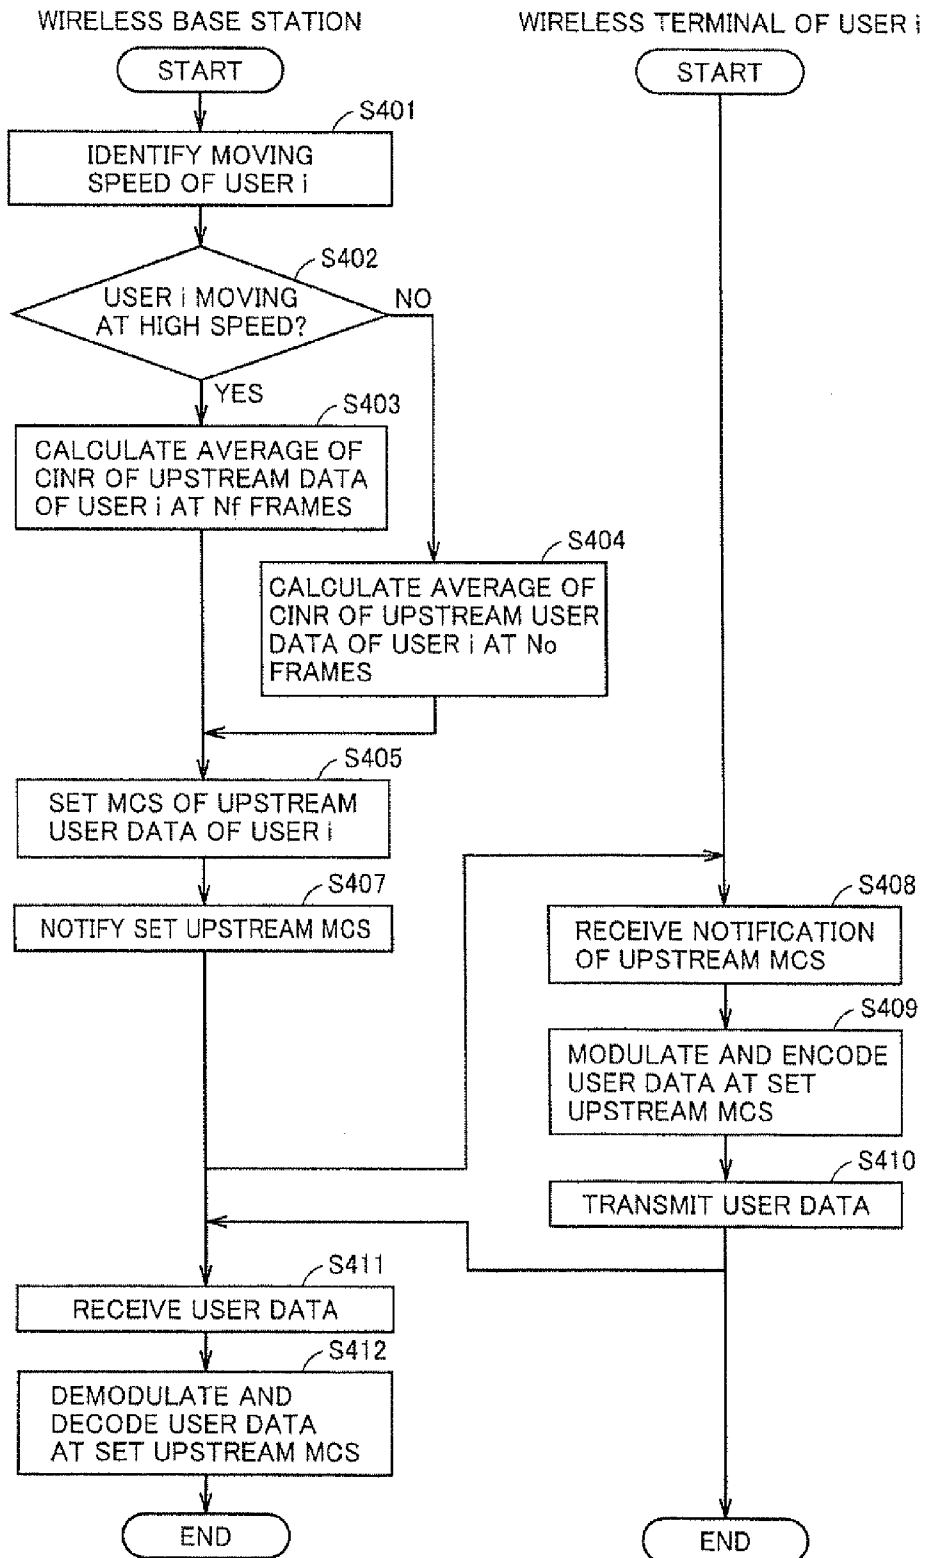 WIRELESS BASE STATION
WIRELESS TERMINAL OF USER i
START
START
S401
IDENTIFY MOVING
SPEED OF USER i
S402
USER i MOVING
AT HIGH SPEED?
NO
YES
S403
CALCULATE AVERAGE OF
CINR OF UPSTREAM DATA
OF USER i AT Nf FRAMES
S404
CALCULATE AVERAGE OF
CINR OF UPSTREAM USER
DATA OF USER i AT No
FRAMES
S405
SET MCS OF UPSTREAM
USER DATA OF USER i
S407
NOTIFY SET UPSTREAM MCS
S408
RECEIVE NOTIFICATION
OF UPSTREAM MCS
S409
MODULATE AND ENCODE
USER DATA AT SET
UPSTREAM MCS
S410
TRANSMIT USER DATA
S411
RECEIVE USER DATA
S412
DEMODULATE AND
DECODE USER DATA
AT SET UPSTREAM MCS
END
END